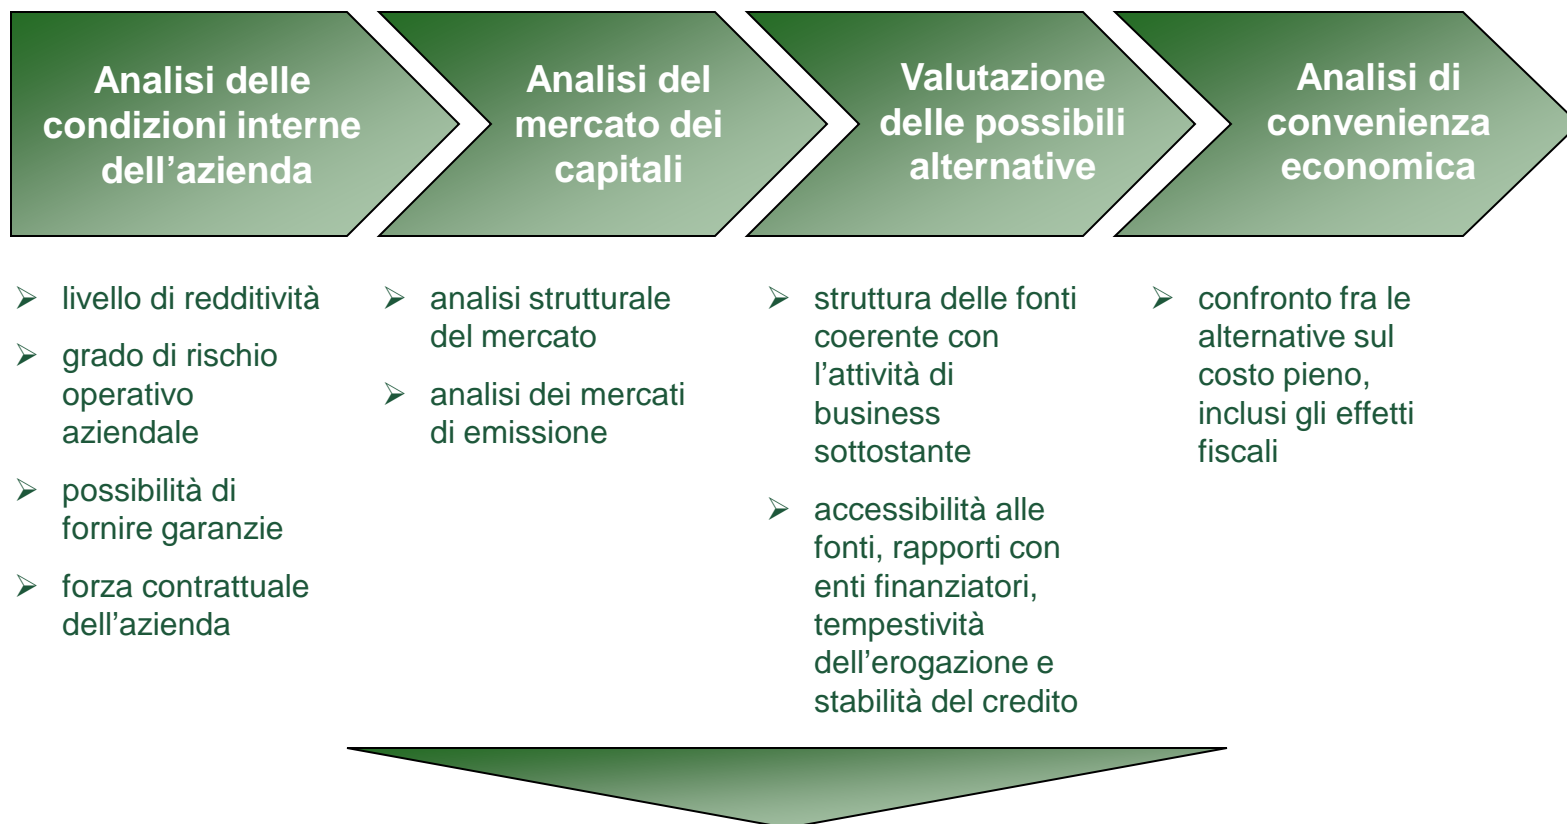 Analisi delle
condizioni interne
dell’azienda
Analisi del
mercato dei
capitali
Valutazione
delle possibili
alternative
Analisi di
convenienza
economica
livello di redditività
grado di rischio
operativo
aziendale
possibilità di
fornire garanzie
forza contrattuale
dell’azienda
analisi strutturale
del mercato
analisi dei mercati
di emissione
struttura delle fonti
coerente con
l’attività di
business
sottostante
accessibilità alle
fonti, rapporti con
enti finanziatori,
tempestività
dell’erogazione e
stabilità del credito
confronto fra le
alternative sul
costo pieno,
inclusi gli effetti
fiscali